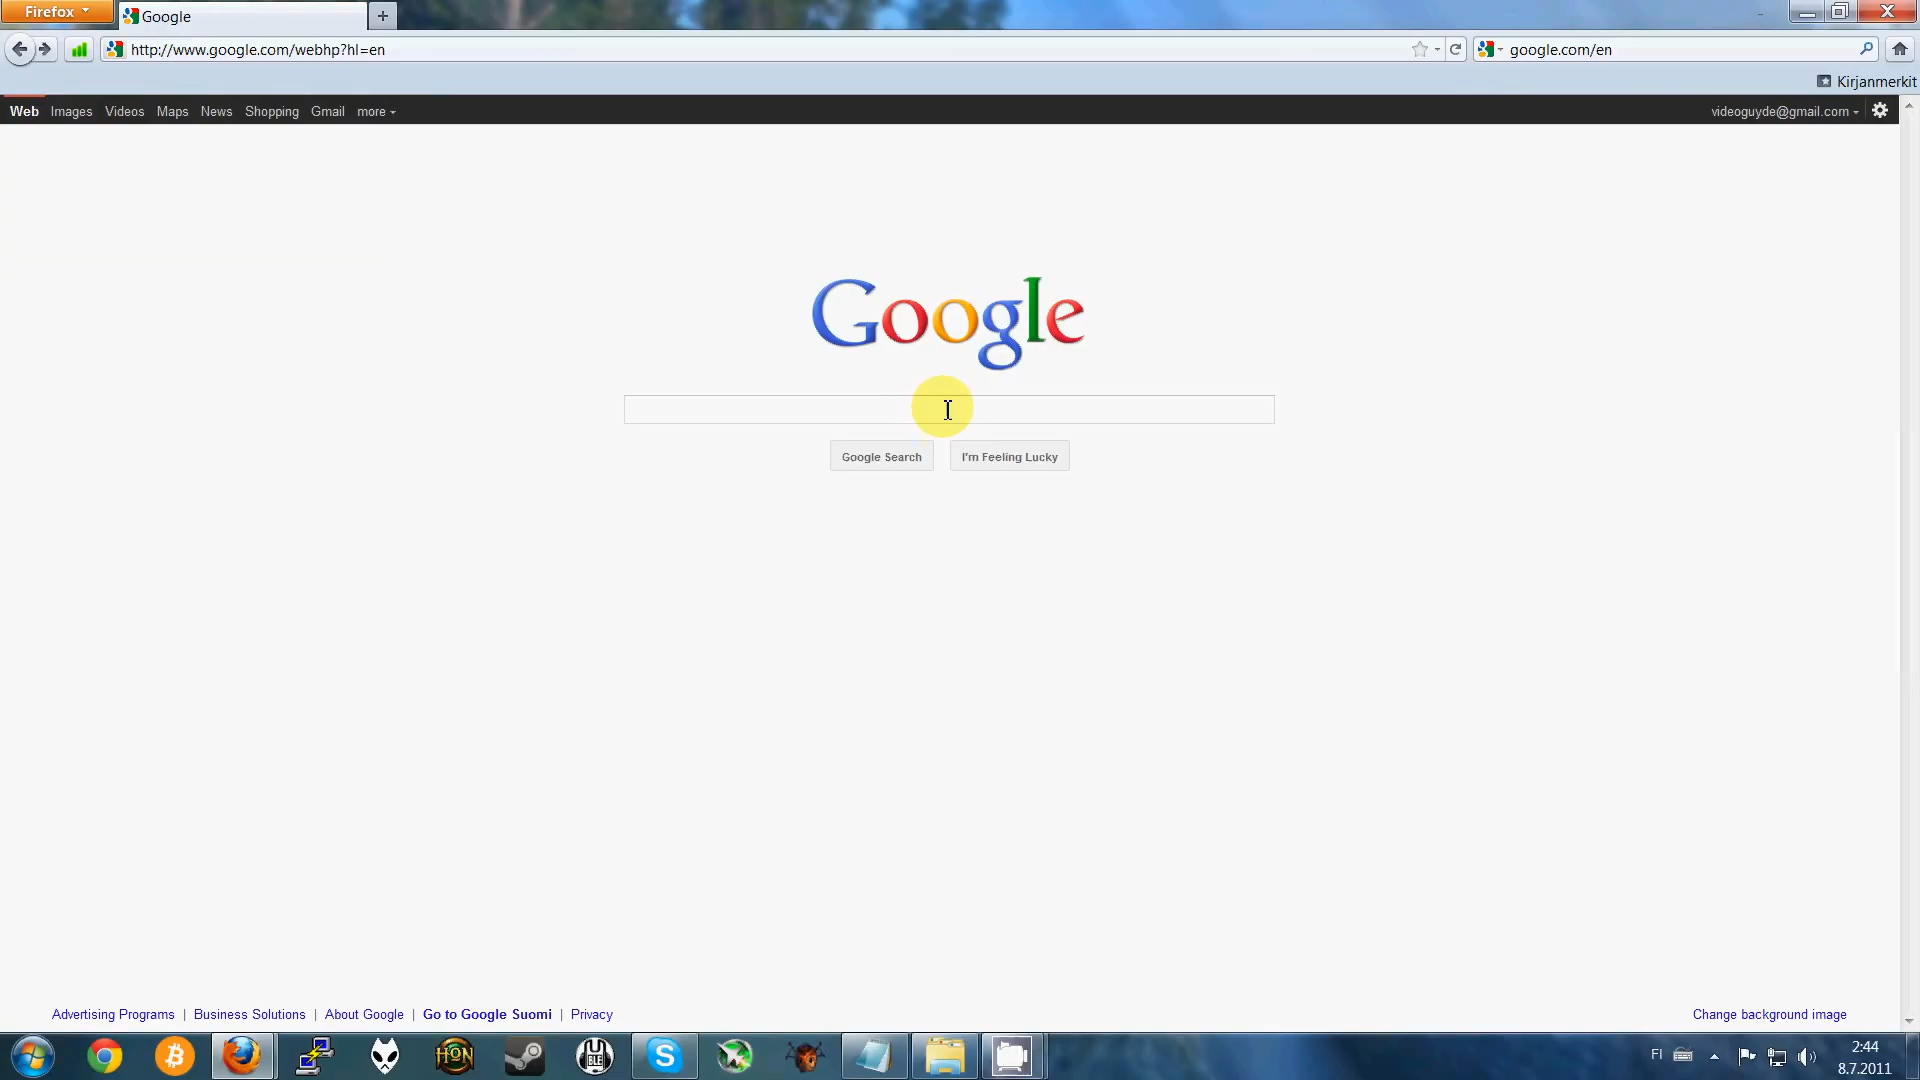 Firefox
Google
http://www.google.com/webhp?hl=en
google.com/en
Kirjanmerkit
Web Images Videos Maps News Shopping Gmail more
videoguyde@gmail.com
Google
Google Search
I'm Feeling Lucky
Advertising Programs | Business Solutions | About Google | Go to Google Suomi | Privacy
Change background image
HON
UBLE
FI
2:44
8.7.2011